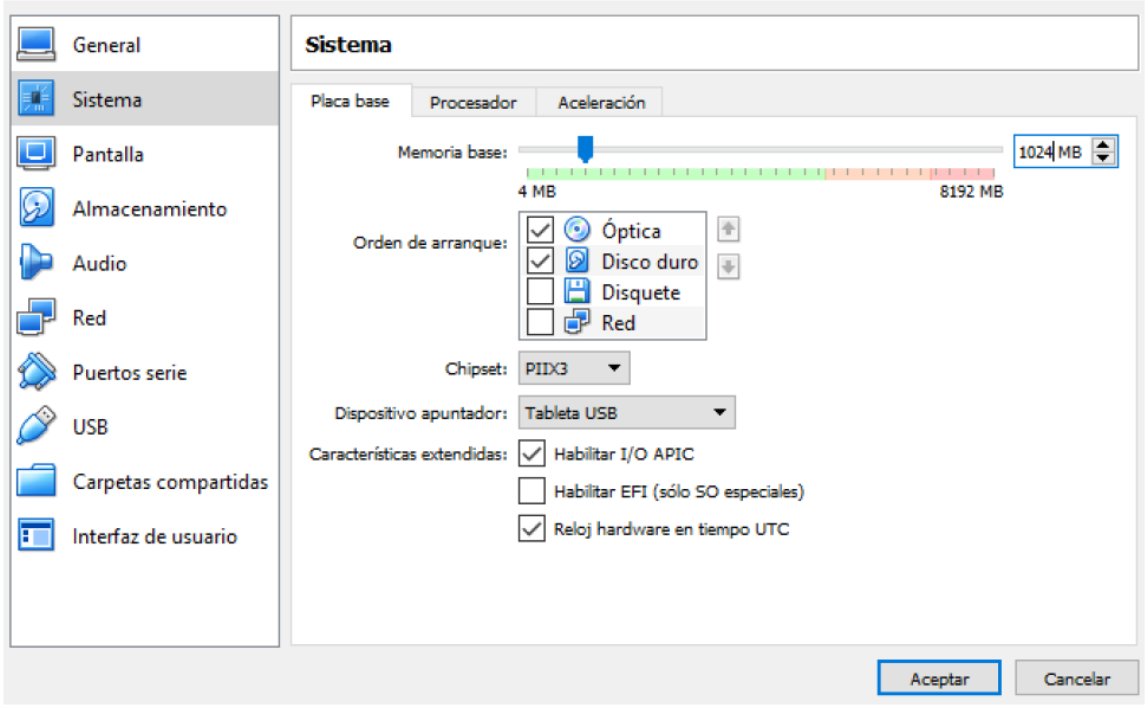 General
Sistema
Pantalla
Almacenamiento
Audio
Red
Puertos serie
USB
Carpetas compartidas
Interfaz de usuario
Sistema
Placa base Procesador Aceleración
Memoria base: 1024 MB
4 MB 8192 MB
Orden de arranque:
Óptica
Disco duro
Disquete
Red
Chipset: PIIX3
Dispositivo apuntador: Tableta USB
Características extendidas: Habilitar I/O APIC
Habilitar EFI (sólo SO especiales)
Reloj hardware en tiempo UTC
Aceptar Cancelar